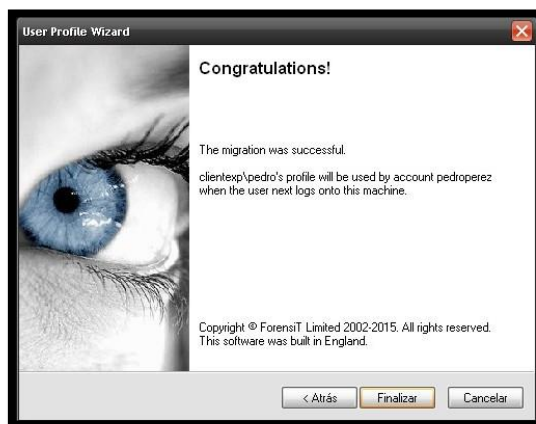 User Profile Wizard
Congratulations!
The migration was successful.
clientexp\pedro's profile will be used by account pedroperez
when the user next logs onto this machine.
Copyright © ForensiT Limited 2002-2015. All rights reserved.
This software was built in England.
< Atrás Finalizar Cancelar